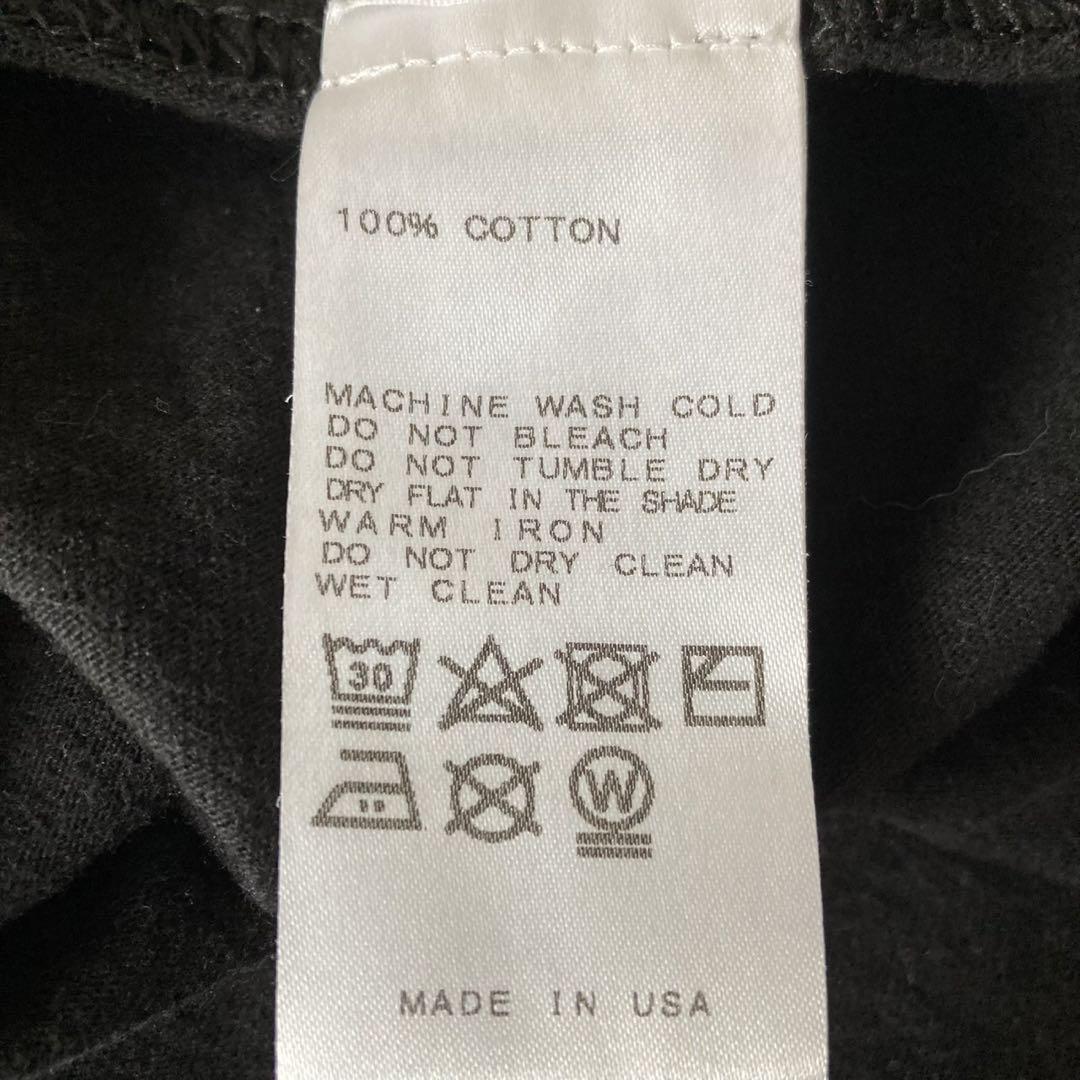 100% COTTON
MACHINE WASH COLD
DO NOT BLEACH
DO NOT TUMBLE DRY
DRY FLAT IN THE SHADE
WARM IRON
DO NOT DRY CLEAN
WET CLEAN
30
W
MADE IN USA